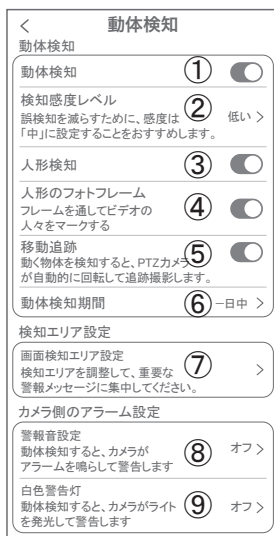 < 動体検知
動体検知
動体検知 ①
検知感度レベル
誤検知を減らすために、感度は ② 低い >
「中」に設定することをおすすめします。
人形検知 ③
人形のフォトフレーム
フレームを通してビデオの ④
人々をマークする
移動追跡 ⑤
動く物体を検知すると、PTZカメラ
が自動的に回転して追跡撮影します。
動体検知期間 ⑥ 一日中 >
検知エリア設定
画面検知エリア設定 ⑦ >
検知エリアを調整して、重要な
警報メッセージに集中してください。
カメラ側のアラーム設定
警報音設定
動体検知すると、カメラが ⑧ オフ >
アラームを鳴らして警告します
白色警告灯
動体検知すると、カメラがライト ⑨ オフ >
を発光して警告します